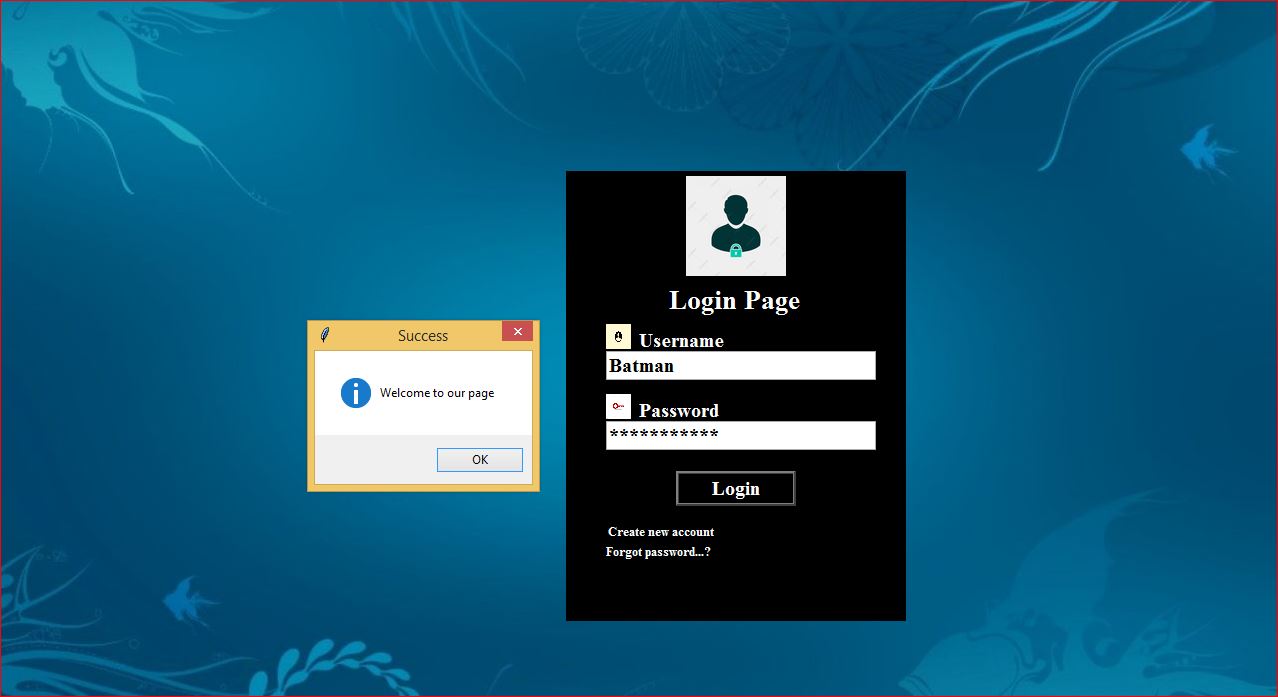 Success
Welcome to our page
OK
Login Page
Username
Batman
Password
***********
Login
Create new account
Forgot password...?